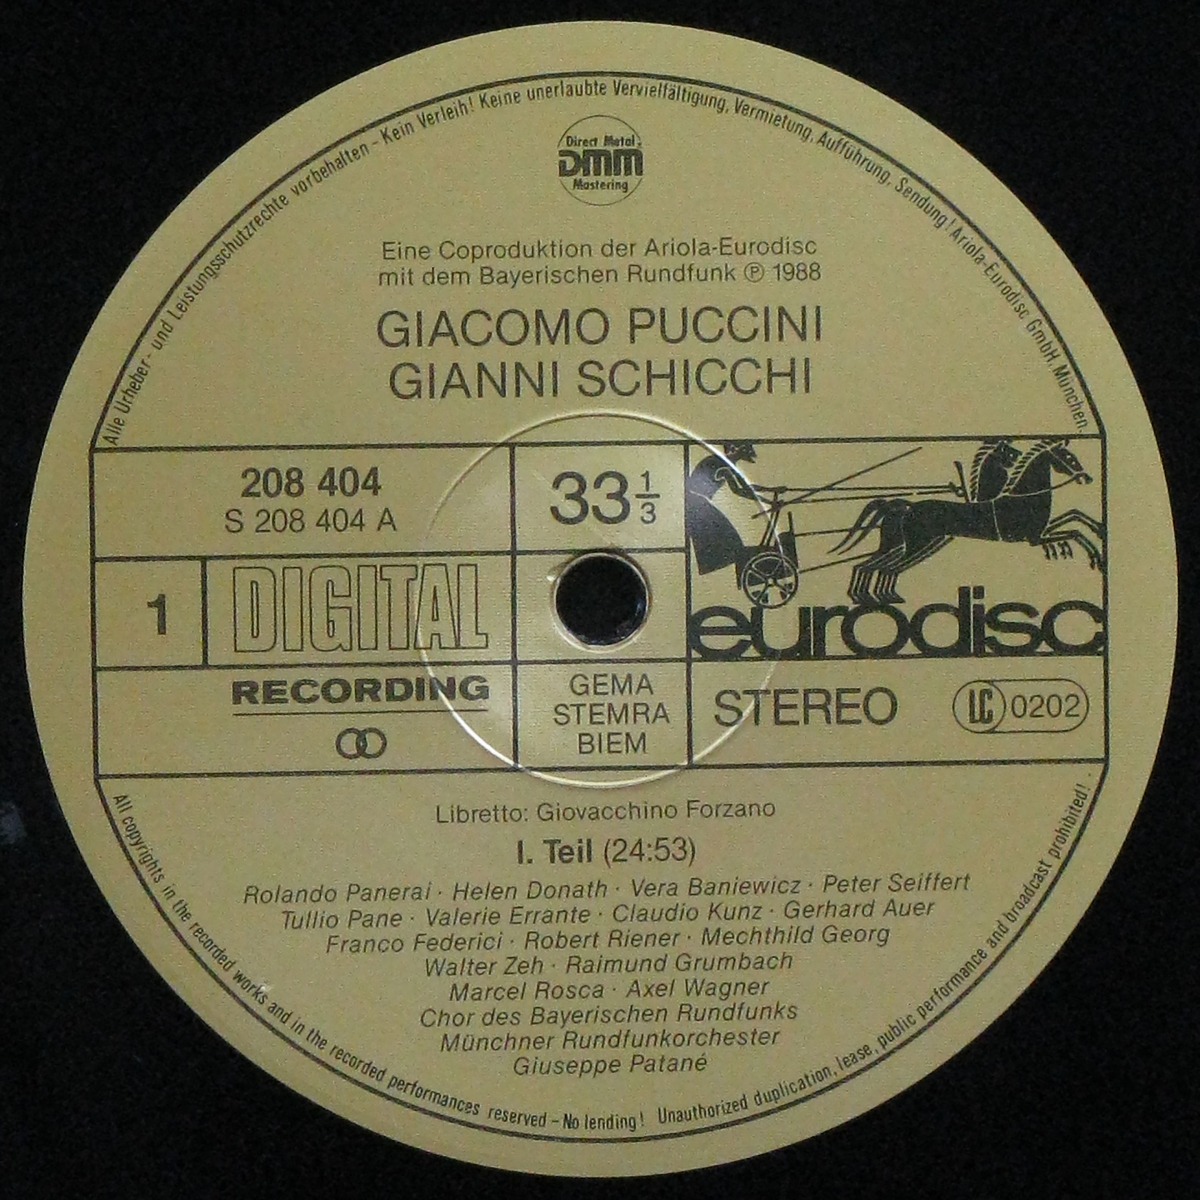 Alle Urheber- und Leistungsschutzrechte vorbehalten – Kein Verleih! Keine unerlaubte Vervielfältigung, Vermietung, Aufführung, Sendung! Ariola-Eurodisc GmbH, München.
Direct Metal
DMM
Mastering
Eine Coproduktion der Ariola-Eurodisc
mit dem Bayerischen Rundfunk ℗ 1988
GIACOMO PUCCINI
GIANNI SCHICCHI
208 404
S 208 404 A
33 1/3
1
DIGITAL
RECORDING
eurodisc
GEMA
STEMRA
BIEM
STEREO
LC 0202
Libretto: Giovacchino Forzano
I. Teil (24:53)
Rolando Panerai · Helen Donath · Vera Baniewicz · Peter Seiffert
Tullio Pane · Valerie Errante · Claudio Kunz · Gerhard Auer
Franco Federici · Robert Riener · Mechthild Georg
Walter Zeh · Raimund Grumbach
Marcel Rosca · Axel Wagner
Chor des Bayerischen Rundfunks
Münchner Rundfunkorchester
Giuseppe Patané
All copyrights in the recorded works and in the recorded performances reserved – No lending! Unauthorized duplication, lease, public performance and broadcast prohibited!